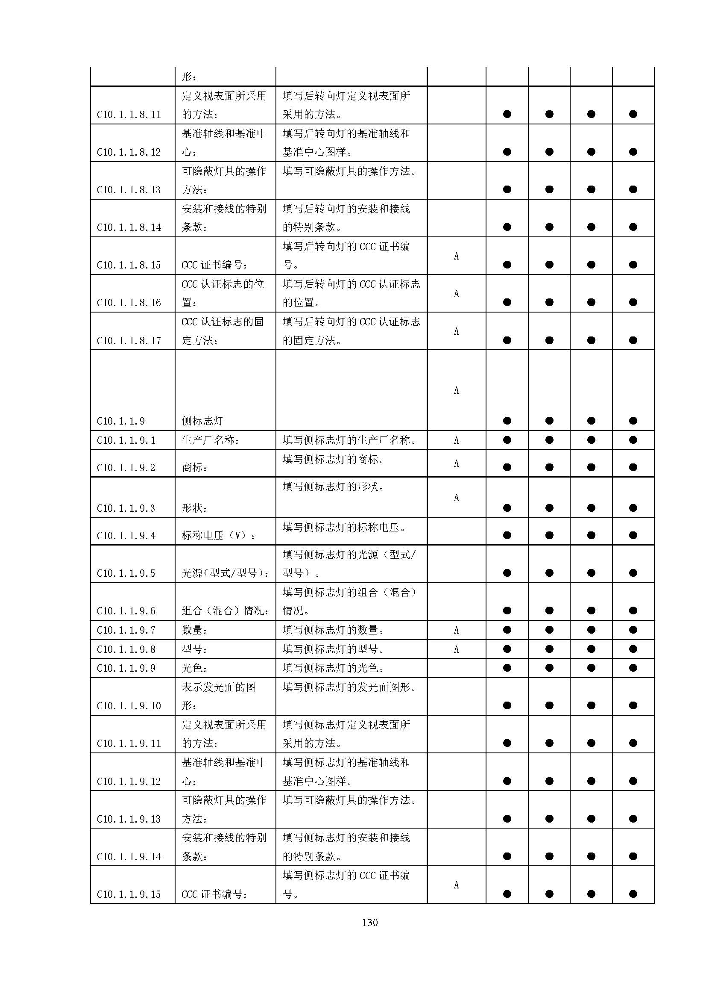 形：
定义视表面所采用 填写后转向灯定义视表面所
C10.1.1.8.11 的方法： 采用的方法。 ● ● ● ●
基准轴线和基准中 填写后转向灯的基准轴线和
C10.1.1.8.12 心： 基准中心图样。 ● ● ● ●
可隐蔽灯具的操作 填写可隐蔽灯具的操作方法。
C10.1.1.8.13 方法： ● ● ● ●
安装和接线的特别 填写后转向灯的安装和接线
C10.1.1.8.14 条款： 的特别条款。 ● ● ● ●
填写后转向灯的 CCC 证书编
A
C10.1.1.8.15 CCC 证书编号： 号。 ● ● ● ●
CCC 认证标志的位 填写后转向灯的 CCC 认证标志
A
C10.1.1.8.16 置： 的位置。 ● ● ● ●
CCC 认证标志的固 填写后转向灯的 CCC 认证标志
A
C10.1.1.8.17 定方法： 的固定方法。 ● ● ● ●
A
C10.1.1.9 侧标志灯 ● ● ● ●
C10.1.1.9.1 生产厂名称： 填写侧标志灯的生产厂名称。 A ● ● ● ●
填写侧标志灯的商标。 A
C10.1.1.9.2 商标： ● ● ● ●
填写侧标志灯的形状。
A
C10.1.1.9.3 形状： ● ● ● ●
填写侧标志灯的标称电压。
C10.1.1.9.4 标称电压（V）： ● ● ● ●
填写侧标志灯的光源（型式/
C10.1.1.9.5 光源（型式/型号）： 型号）。 ● ● ● ●
填写侧标志灯的组合（混合）
C10.1.1.9.6 组合（混合）情况： 情况。 ● ● ● ●
C10.1.1.9.7 数量： 填写侧标志灯的数量。 A ● ● ● ●
C10.1.1.9.8 型号： 填写侧标志灯的型号。 A ● ● ● ●
C10.1.1.9.9 光色： 填写侧标志灯的光色。 ● ● ● ●
表示发光面的图 填写侧标志灯的发光面图形。
C10.1.1.9.10 形： ● ● ● ●
定义视表面所采用 填写侧标志灯定义视表面所
C10.1.1.9.11 的方法： 采用的方法。 ● ● ● ●
基准轴线和基准中 填写侧标志灯的基准轴线和
C10.1.1.9.12 心： 基准中心图样。 ● ● ● ●
可隐蔽灯具的操作 填写可隐蔽灯具的操作方法。
C10.1.1.9.13 方法： ● ● ● ●
安装和接线的特别 填写侧标志灯的安装和接线
C10.1.1.9.14 条款： 的特别条款。 ● ● ● ●
填写侧标志灯的 CCC 证书编
A
C10.1.1.9.15 CCC 证书编号： 号。 ● ● ● ●
130